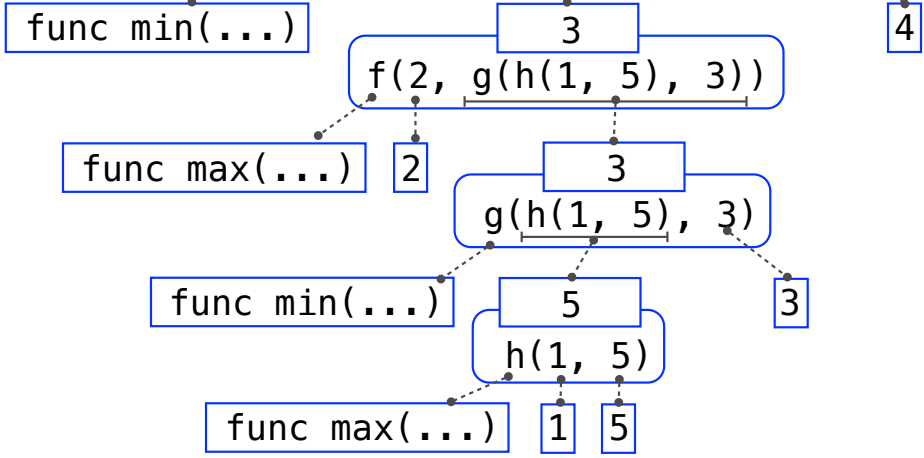 func min(...)
3
4
f(2, g(h(1, 5), 3))
func max(...)
2
3
g(h(1, 5), 3)
func min(...)
5
3
h(1, 5)
func max(...)
1
5